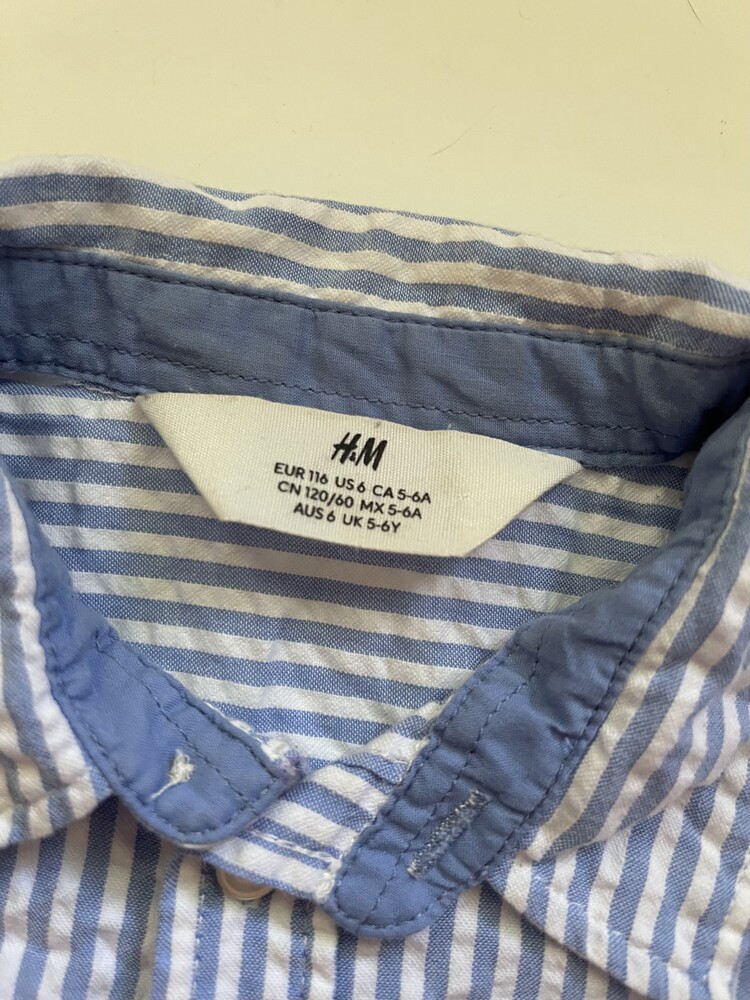 H&M
EUR 116 US 6 CA 5-6A
CN 120/60 MX 5-6A
AUS 6 UK 5-6Y